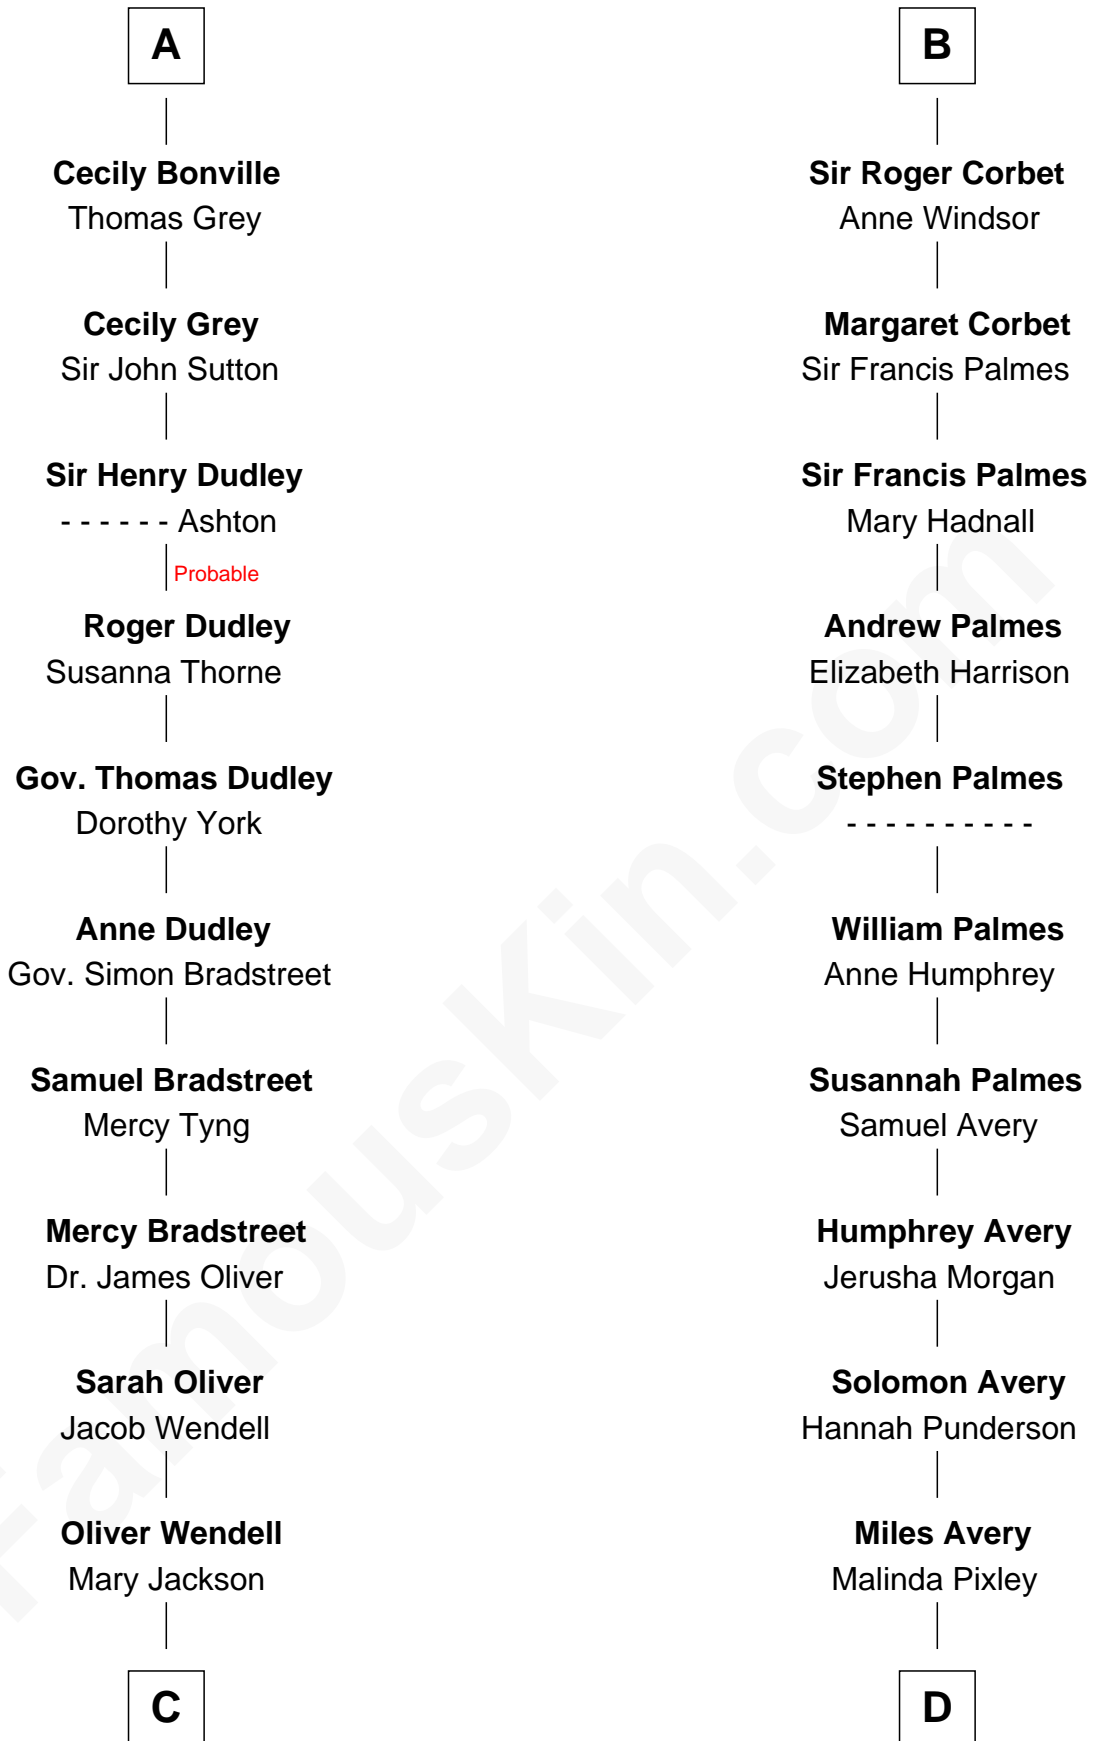 A
Cecily Bonville
Thomas Grey
Cecily Grey
Sir John Sutton
Sir Henry Dudley
- - - - - - Ashton
Probable
Roger Dudley
Susanna Thorne
Gov. Thomas Dudley
Dorothy York
Anne Dudley
Gov. Simon Bradstreet
Samuel Bradstreet
Mercy Tyng
Mercy Bradstreet
Dr. James Oliver
Sarah Oliver
Jacob Wendell
Oliver Wendell
Mary Jackson
C
B
Sir Roger Corbet
Anne Windsor
Margaret Corbet
Sir Francis Palmes
Sir Francis Palmes
Mary Hadnall
Andrew Palmes
Elizabeth Harrison
Stephen Palmes
- - - - - - - - - -
William Palmes
Anne Humphrey
Susannah Palmes
Samuel Avery
Humphrey Avery
Jerusha Morgan
Solomon Avery
Hannah Punderson
Miles Avery
Malinda Pixley
D
FamousKin.com